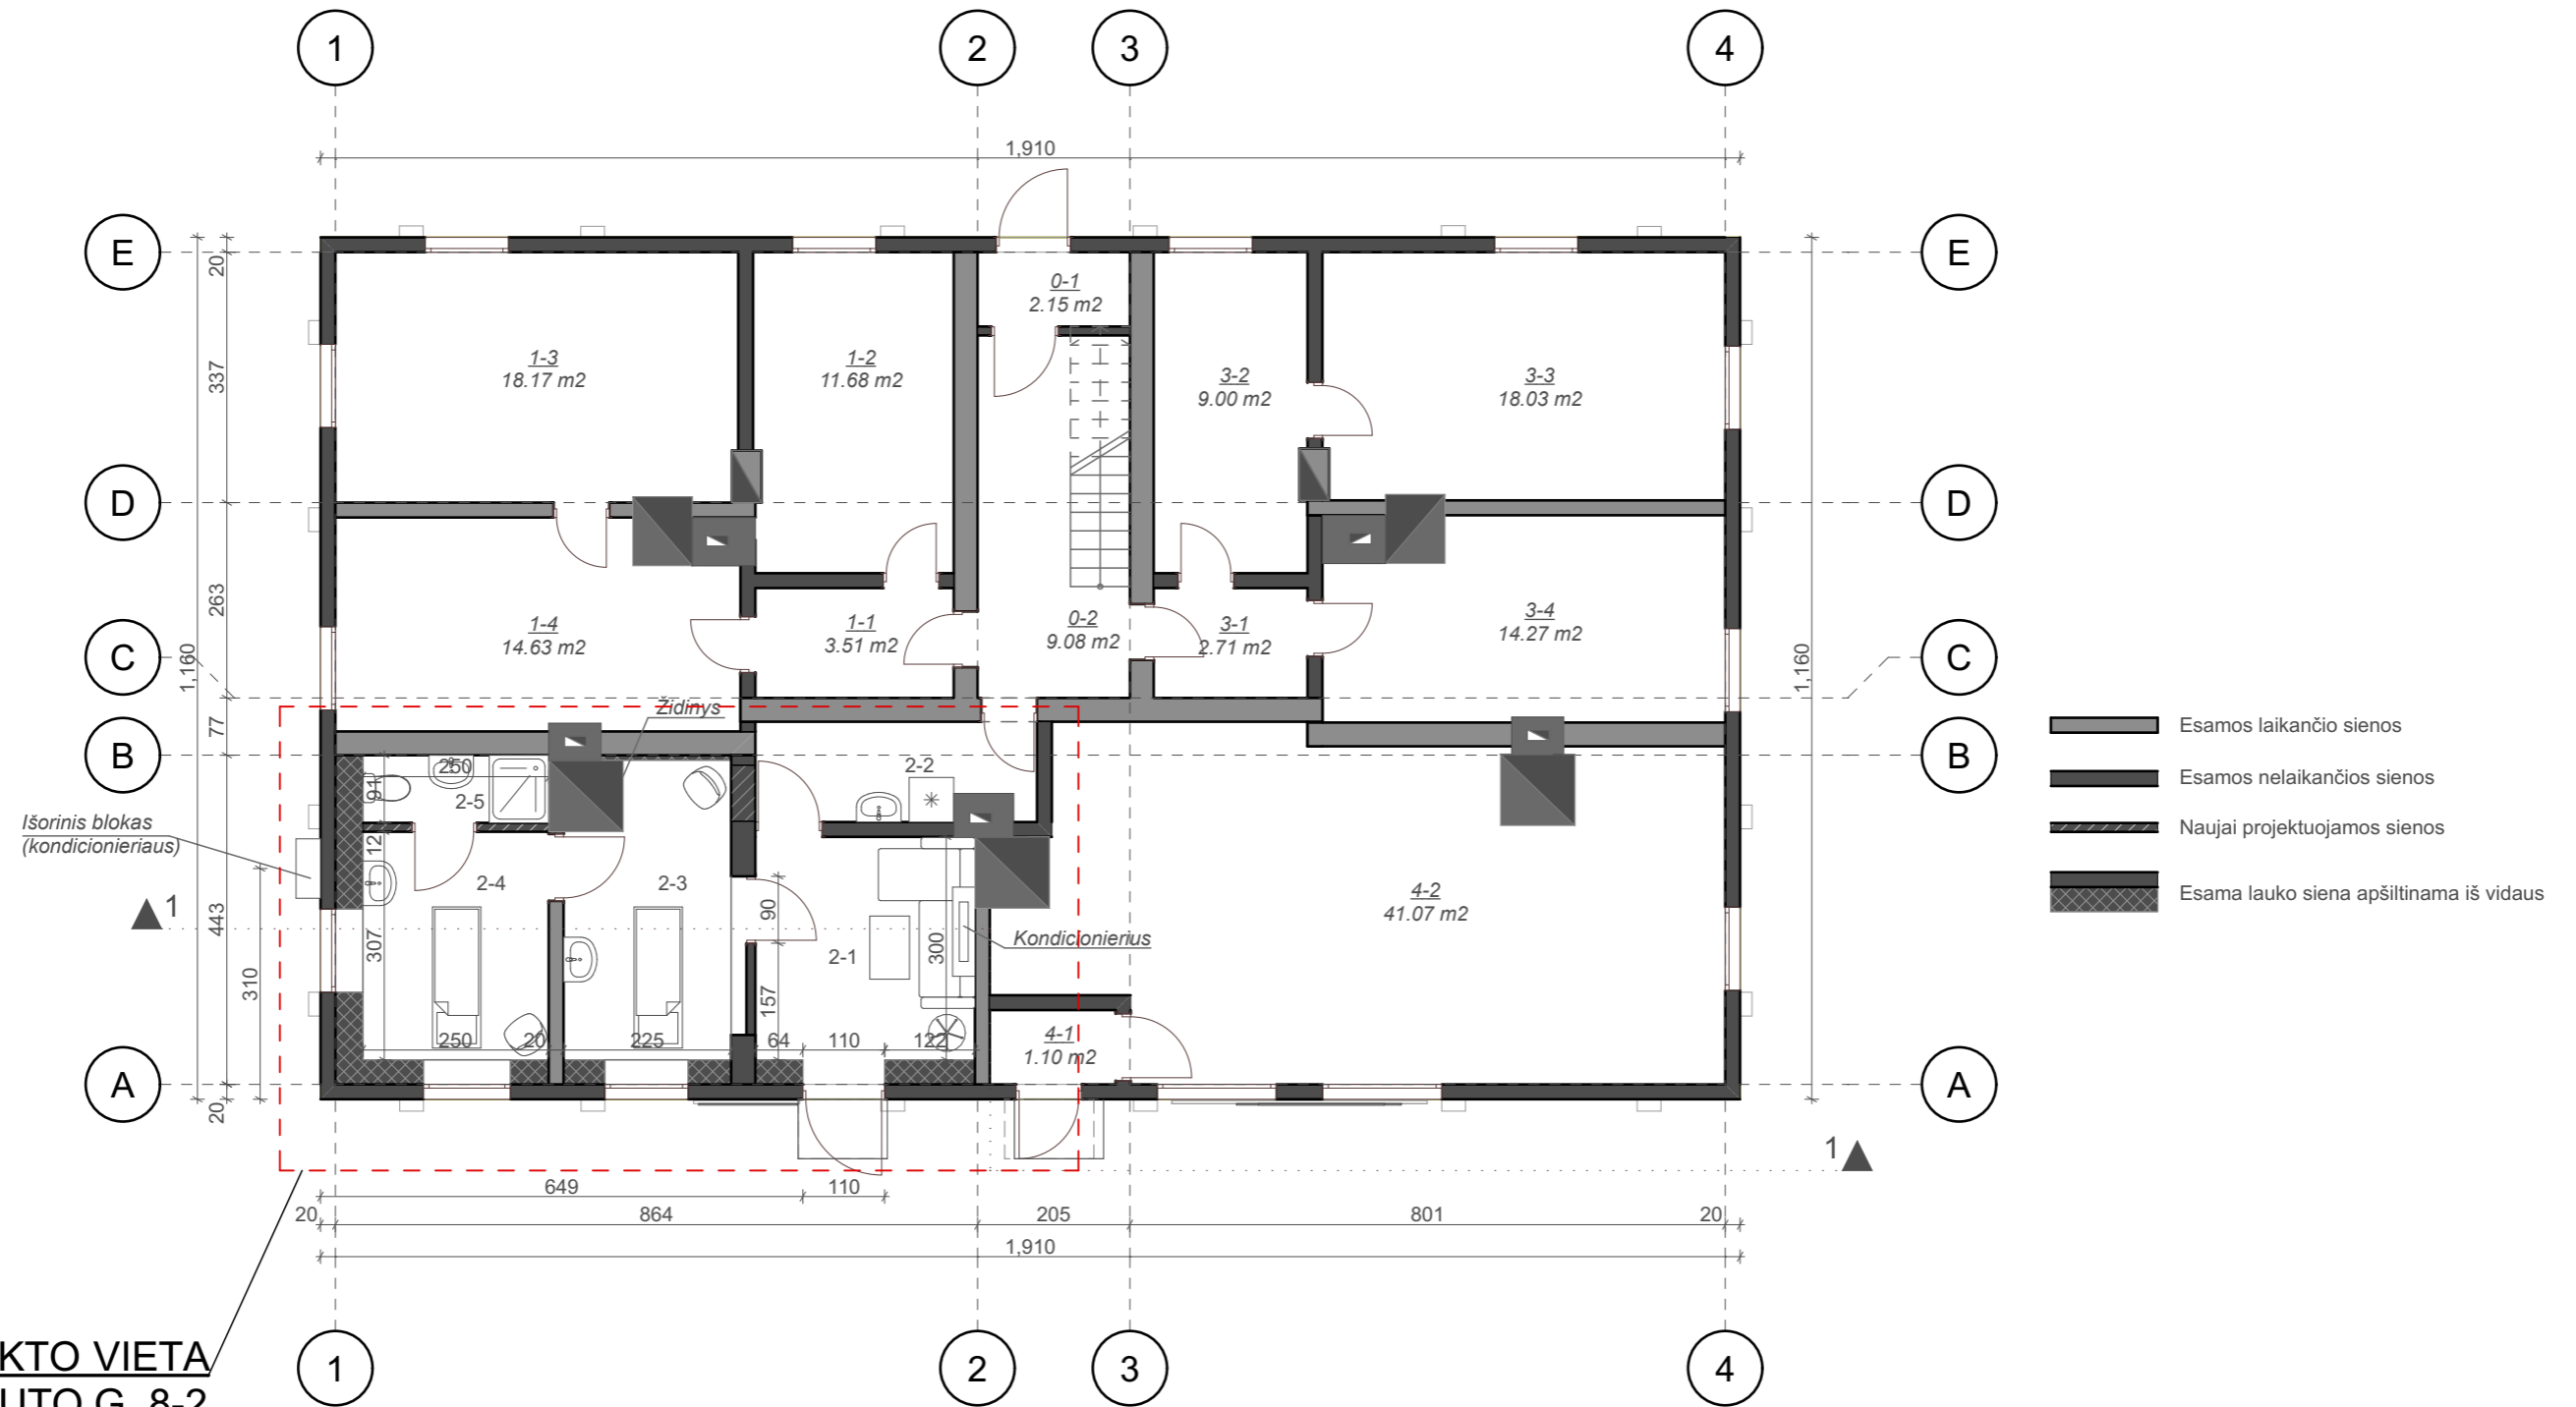 1
2
3
4
1,910
E
E
20
0-1
2.15 m2
1-3
18.17 m2
1-2
11.68 m2
337
3-2
9.00 m2
3-3
18.03 m2
D
D
263
1-4
14.63 m2
1-1
3.51 m2
0-2
9.08 m2
3-1
2.71 m2
3-4
14.27 m2
C
C
1,160
1,160
77
Židinys
Esamos laikančio sienos
B
B
250
2-2
Esamos nelaikančios sienos
91
2-5
Išorinis blokas
(kondicionieriaus)
Naujai projektuojamos sienos
12
2-4
2-3
4-2
41.07 m2
Esama lauko siena apšiltinama iš vidaus
1
443
90
307
300
Kondicionierius
2-1
310
157
250
20
225
64
110
122
4-1
1.10 m2
A
A
20
1
649
110
20
864
205
801
20
1,910
KTO VIETA
UTO G. 8-2
1
2
3
4